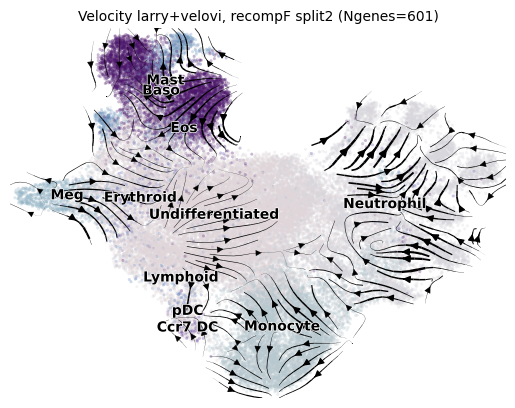 Velocity larry+velovi, recompF split2 (Ngenes=601)
Mast
Baso
Eos
Meg
Erythroid
Neutrophil
Undifferentiated
Lymphoid
pDC
Ccr7 DC
Monocyte